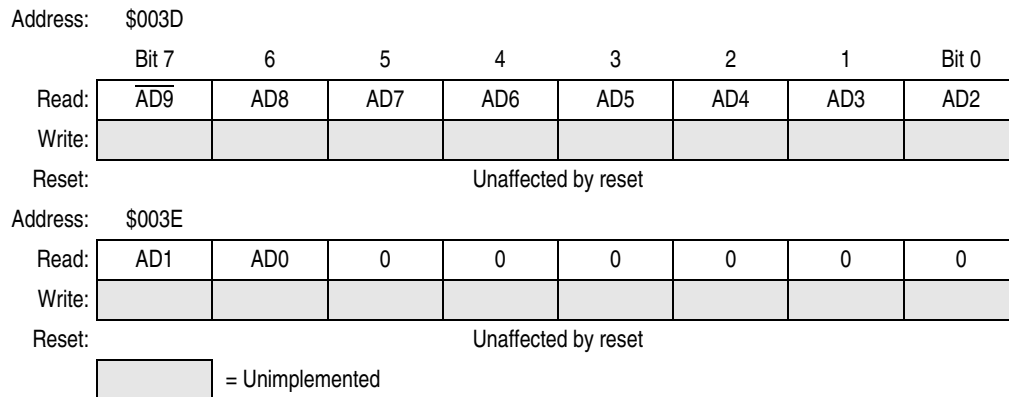 Address: $003D
Bit 7 6 5 4 3 2 1 Bit 0
Read: A̅D̅9̅ AD8 AD7 AD6 AD5 AD4 AD3 AD2
Write:
Reset: Unaffected by reset
Address: $003E
Read: AD1 AD0 0 0 0 0 0 0
Write:
Reset: Unaffected by reset
= Unimplemented